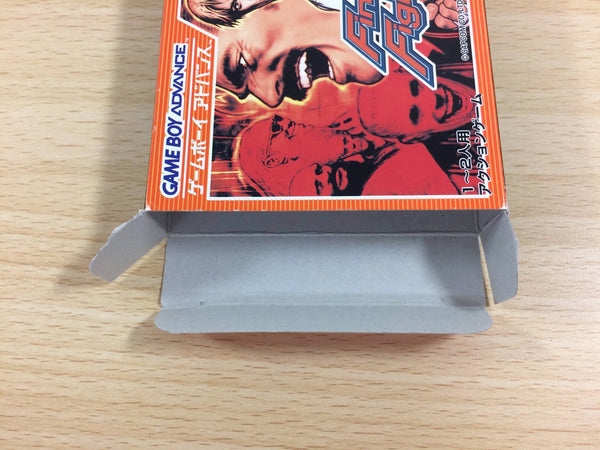 GAME BOY ADVANCE
ゲームボーイ アドバンス
© CAPCOM
1～2人用
アクションゲーム